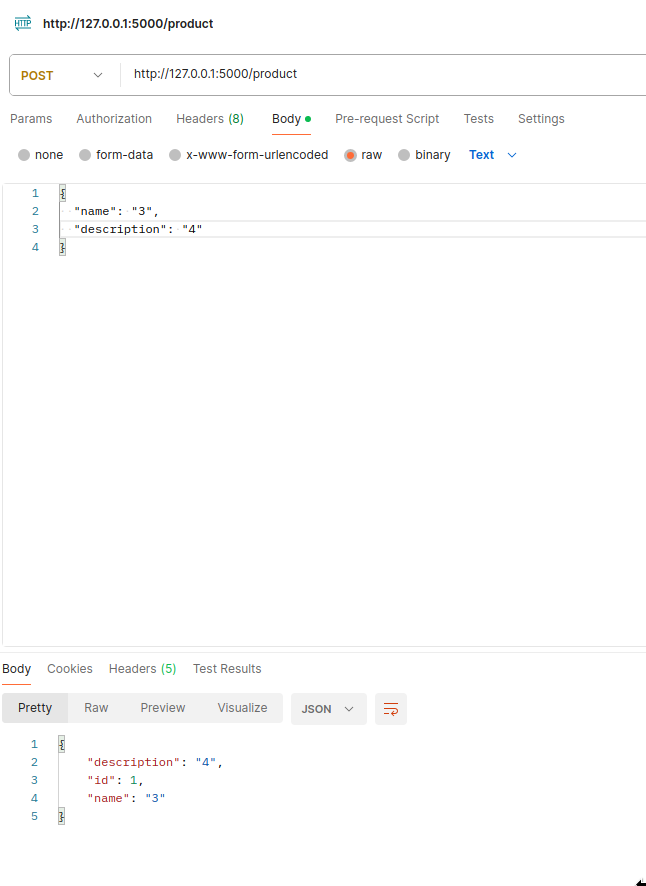 HTTP http://127.0.0.1:5000/product
POST http://127.0.0.1:5000/product
Params Authorization Headers (8) Body Pre-request Script Tests Settings
none form-data x-www-form-urlencoded raw binary Text
1 {
2 "name": "3",
3 "description": "4"
4 }
Body Cookies Headers (5) Test Results
Pretty Raw Preview Visualize JSON
1 {
2 "description": "4",
3 "id": 1,
4 "name": "3"
5 }